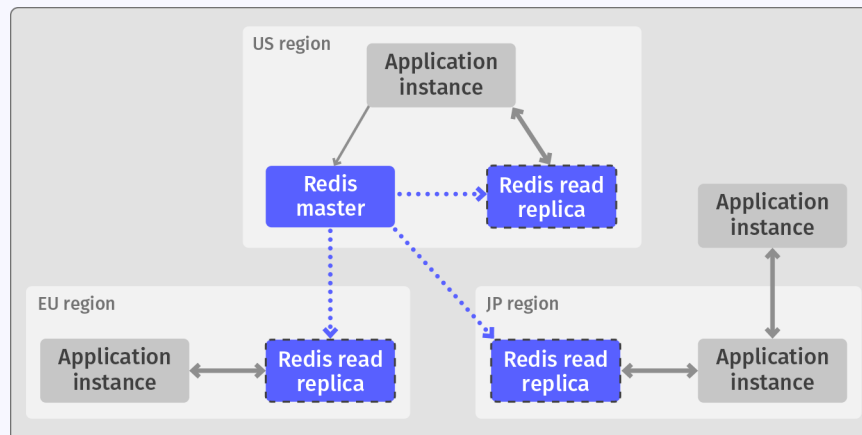 US region
Application
instance
Redis
master
Redis read
replica
Application
instance
EU region
Application
instance
Redis read
replica
JP region
Redis read
replica
Application
instance